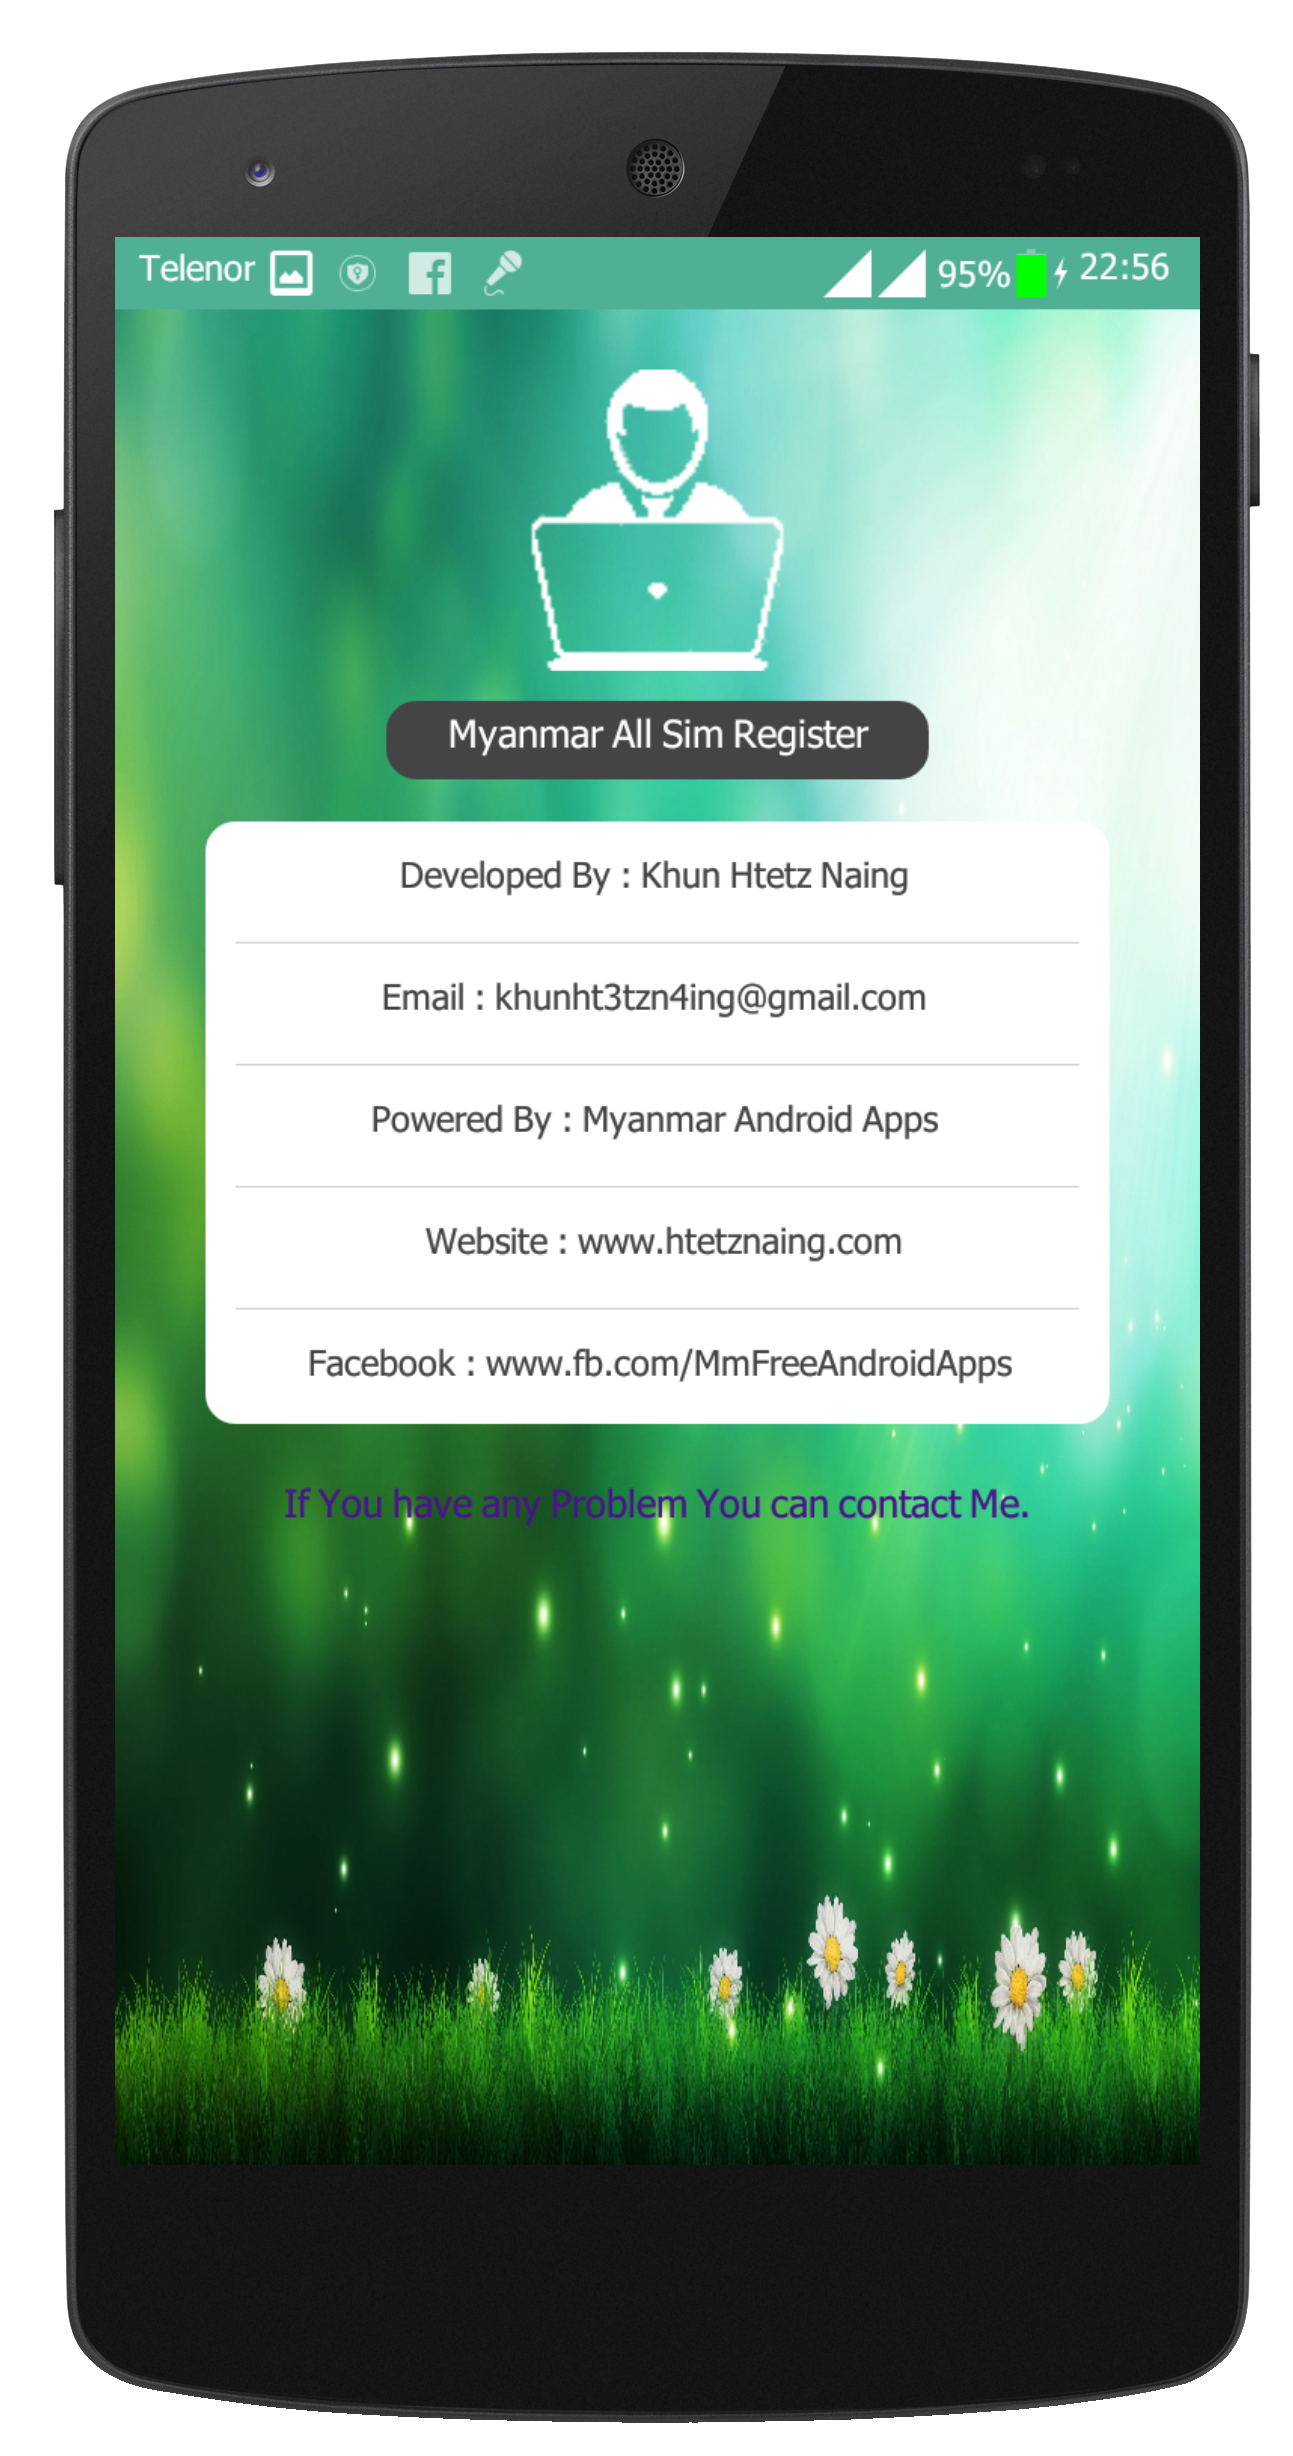 Telenor 95% 22:56
Myanmar All Sim Register
Developed By : Khun Htetz Naing
Email : khunht3tzn4ing@gmail.com
Powered By : Myanmar Android Apps
Website : www.htetznaing.com
Facebook : www.fb.com/MmFreeAndroidApps
If You have any Problem You can contact Me.